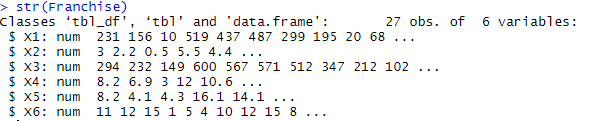 > str(Franchise)
Classes ‘tbl_df’, ‘tbl’ and 'data.frame':       27 obs. of  6 variables:
 $ X1: num  231 156 10 519 437 487 299 195 20 68 ...
 $ X2: num  3 2.2 0.5 5.5 4.4 ...
 $ X3: num  294 232 149 600 567 571 512 347 212 102 ...
 $ X4: num  8.2 6.9 3 12 10.6 ...
 $ X5: num  8.2 4.1 4.3 16.1 14.1 ...
 $ X6: num  11 12 15 1 5 4 10 12 15 8 ...